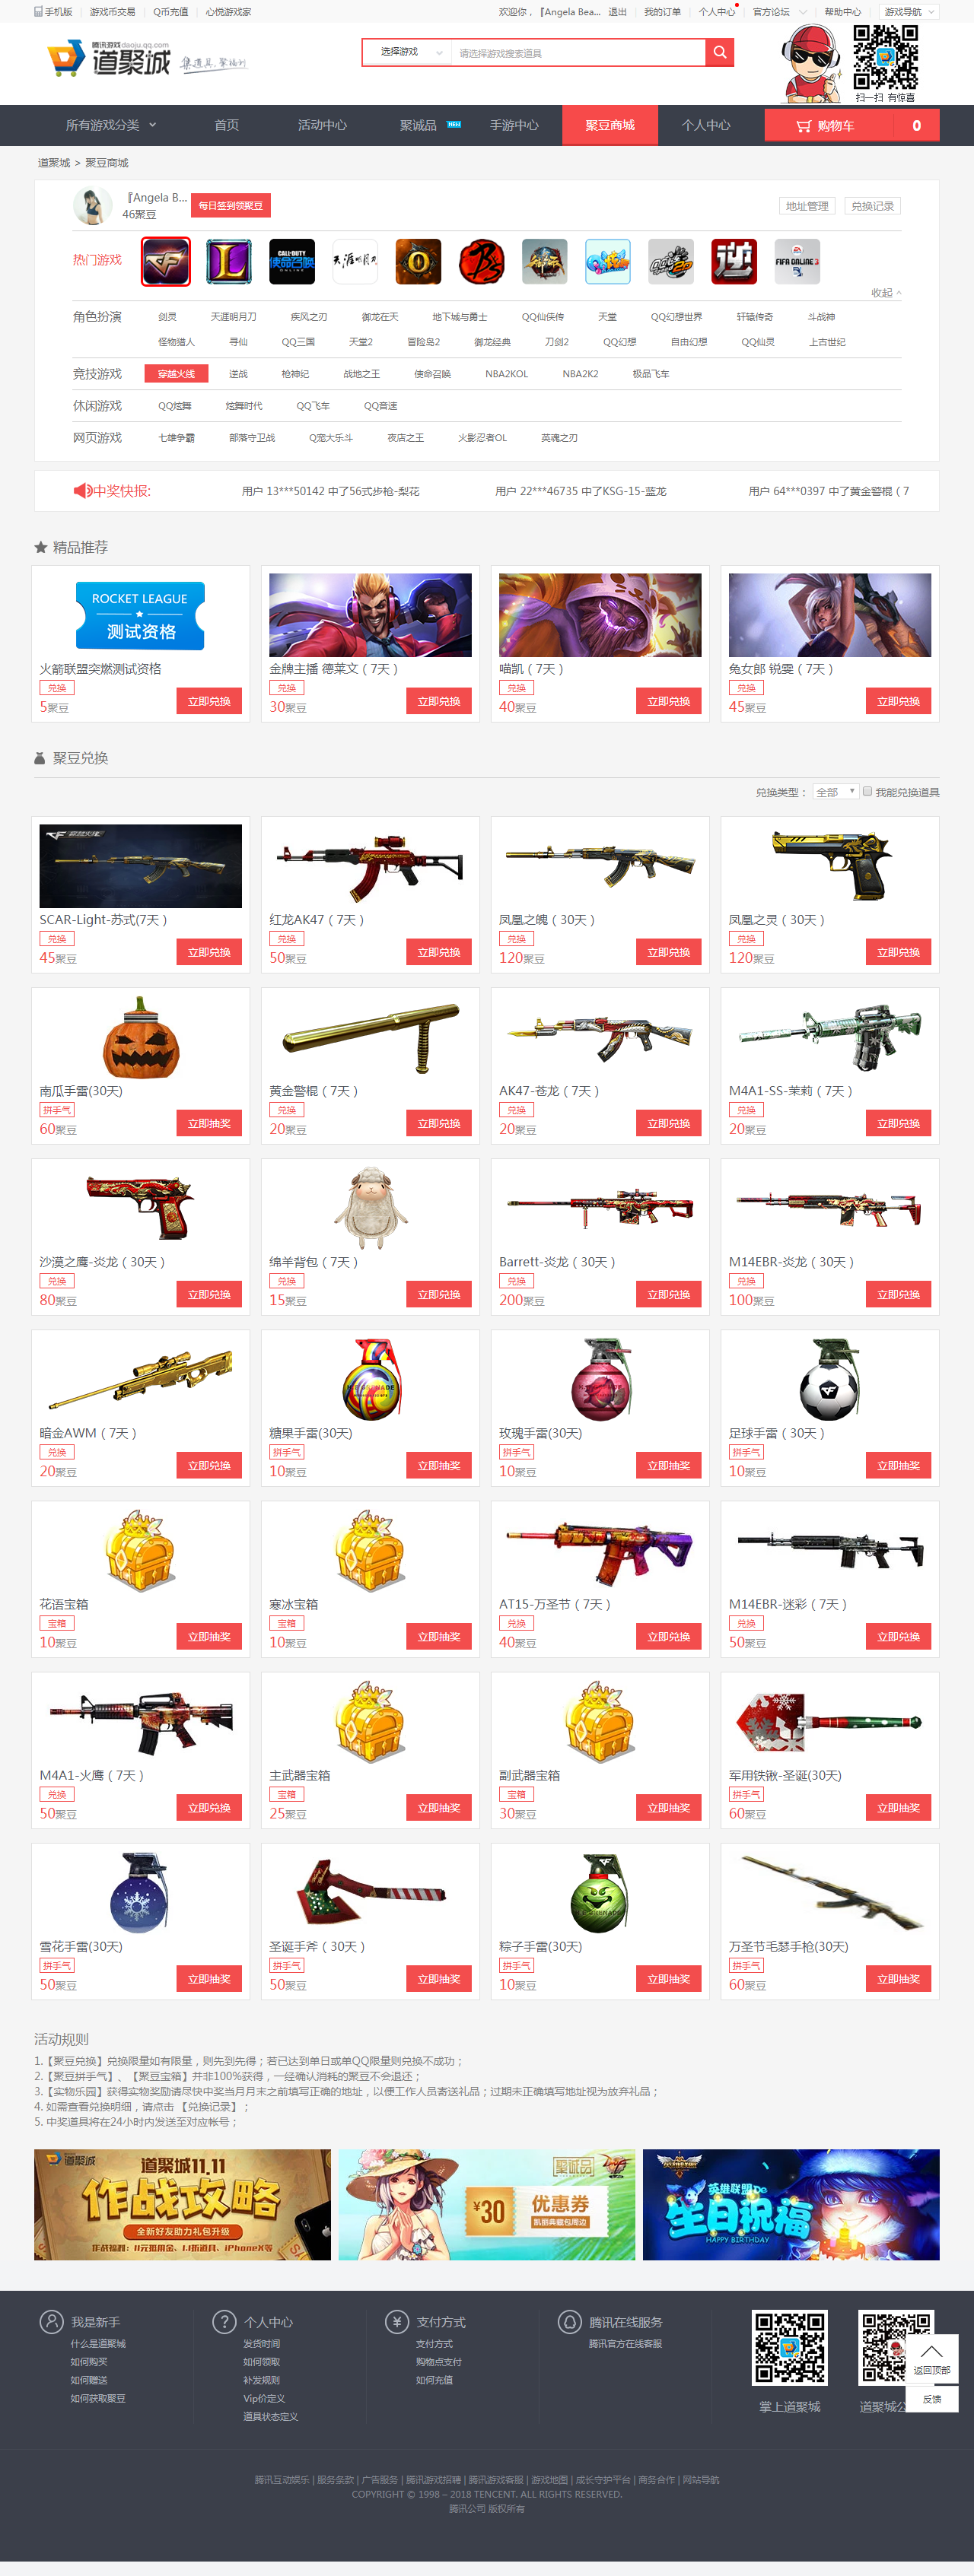 手机版 | 游戏币交易 | Q币充值 | 心悦游戏家
欢迎你，『Angela Bea... 退出 | 我的订单 | 个人中心 | 官方论坛 | 帮助中心 | 游戏导航
腾讯游戏 daoju.qq.com
道聚城 集道具，聚福利
选择游戏 请选择游戏搜索道具
扫一扫 有惊喜
所有游戏分类 首页 活动中心 聚诚品 NEW 手游中心 聚豆商城 个人中心 购物车 0
道聚城 > 聚豆商城
『Angela B...
46聚豆
每日签到领聚豆
地址管理 兑换记录
热门游戏
收起
角色扮演 剑灵 天涯明月刀 疾风之刃 御龙在天 地下城与勇士 QQ仙侠传 天堂 QQ幻想世界 轩辕传奇 斗战神
怪物猎人 寻仙 QQ三国 天堂2 冒险岛2 御龙经典 刀剑2 QQ幻想 自由幻想 QQ仙灵 上古世纪
竞技游戏 穿越火线 逆战 枪神纪 战地之王 使命召唤 NBA2KOL NBA2K2 极品飞车
休闲游戏 QQ炫舞 炫舞时代 QQ飞车 QQ音速
网页游戏 七雄争霸 部落守卫战 Q宠大乐斗 夜店之王 火影忍者OL 英魂之刃
中奖快报: 用户 13***50142 中了56式步枪-梨花 用户 22***46735 中了KSG-15-蓝龙 用户 64***0397 中了黄金警棍（7
精品推荐
ROCKET LEAGUE
测试资格
火箭联盟突燃测试资格 金牌主播 德莱文（7天） 喵凯（7天） 兔女郎 锐雯（7天）
兑换 兑换 兑换 兑换
5聚豆 立即兑换 30聚豆 立即兑换 40聚豆 立即兑换 45聚豆 立即兑换
聚豆兑换
兑换类型： 全部 我能兑换道具
SCAR-Light-苏式(7天） 红龙AK47（7天） 凤凰之魄（30天） 凤凰之灵（30天）
兑换 兑换 兑换 兑换
45聚豆 立即兑换 50聚豆 立即兑换 120聚豆 立即兑换 120聚豆 立即兑换
南瓜手雷(30天) 黄金警棍（7天） AK47-苍龙（7天） M4A1-SS-茉莉（7天）
拼手气 兑换 兑换 兑换
60聚豆 立即抽奖 20聚豆 立即兑换 20聚豆 立即兑换 20聚豆 立即兑换
沙漠之鹰-炎龙（30天） 绵羊背包（7天） Barrett-炎龙（30天） M14EBR-炎龙（30天）
兑换 兑换 兑换 兑换
80聚豆 立即兑换 15聚豆 立即兑换 200聚豆 立即兑换 100聚豆 立即兑换
暗金AWM（7天） 糖果手雷(30天) 玫瑰手雷(30天) 足球手雷（30天）
兑换 拼手气 拼手气 拼手气
20聚豆 立即兑换 10聚豆 立即抽奖 10聚豆 立即抽奖 10聚豆 立即抽奖
花语宝箱 寒冰宝箱 AT15-万圣节（7天） M14EBR-迷彩（7天）
宝箱 宝箱 兑换 兑换
10聚豆 立即抽奖 10聚豆 立即抽奖 40聚豆 立即兑换 50聚豆 立即兑换
M4A1-火鹰（7天） 主武器宝箱 副武器宝箱 军用铁锹-圣诞(30天)
兑换 宝箱 宝箱 拼手气
50聚豆 立即兑换 25聚豆 立即抽奖 30聚豆 立即抽奖 60聚豆 立即抽奖
雪花手雷(30天) 圣诞手斧（30天） 粽子手雷(30天) 万圣节毛瑟手枪(30天)
拼手气 拼手气 拼手气 拼手气
50聚豆 立即抽奖 50聚豆 立即抽奖 10聚豆 立即抽奖 60聚豆 立即抽奖
活动规则
1.【聚豆兑换】兑换限量如有限量，则先到先得；若已达到单日或单QQ限量则兑换不成功；
2.【聚豆拼手气】、【聚豆宝箱】并非100%获得，一经确认消耗的聚豆不会退还；
3.【实物乐园】获得实物奖励请尽快中奖当月月末之前填写正确的地址，以便工作人员寄送礼品；过期未正确填写地址视为放弃礼品；
4. 如需查看兑换明细，请点击 【兑换记录】；
5. 中奖道具将在24小时内发送至对应帐号；
道聚城
道聚城11.11
作战攻略
全新好友助力礼包升级
作战福利：11元抵用金、1.1折道具、iPhoneX等
聚诚品
¥30 优惠券
凯丽典藏包周边
英雄联盟De
生日祝福
HAPPY BIRTHDAY
我是新手 个人中心 支付方式 腾讯在线服务
什么是道聚城 发货时间 支付方式 腾讯官方在线客服
如何购买 如何领取 购物点支付
如何赠送 补发规则 如何充值
如何获取聚豆 Vip价定义
道具状态定义
掌上道聚城 道聚城公
返回顶部
反馈
腾讯互动娱乐 | 服务条款 | 广告服务 | 腾讯游戏招聘 | 腾讯游戏客服 | 游戏地图 | 成长守护平台 | 商务合作 | 网站导航
COPYRIGHT © 1998 – 2018 TENCENT. ALL RIGHTS RESERVED.
腾讯公司 版权所有